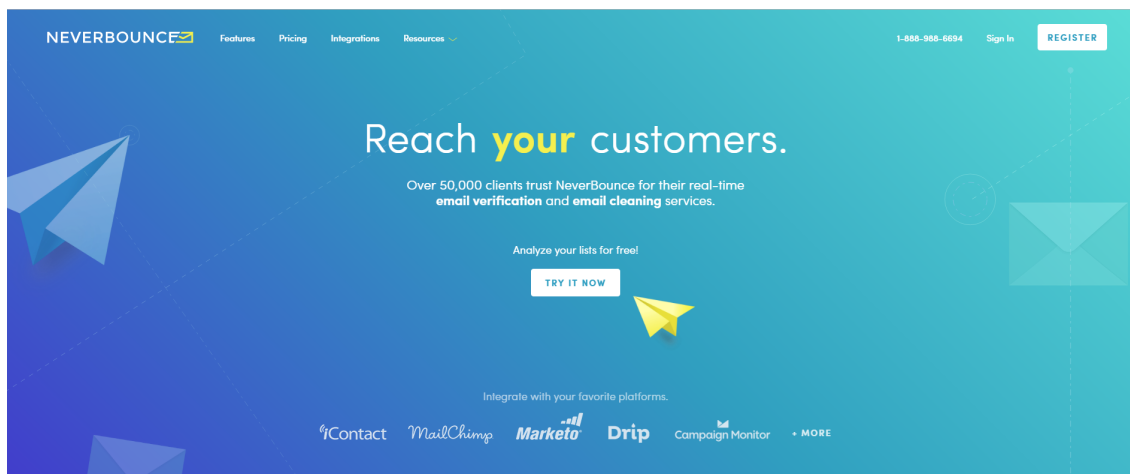 NEVERBOUNCE Features Pricing Integrations Resources 1-888-988-6694 Sign In REGISTER
Reach your customers.
Over 50,000 clients trust NeverBounce for their real-time
email verification and email cleaning services.
Analyze your lists for free!
TRY IT NOW
Integrate with your favorite platforms.
iContact MailChimp Marketo Drip Campaign Monitor + MORE